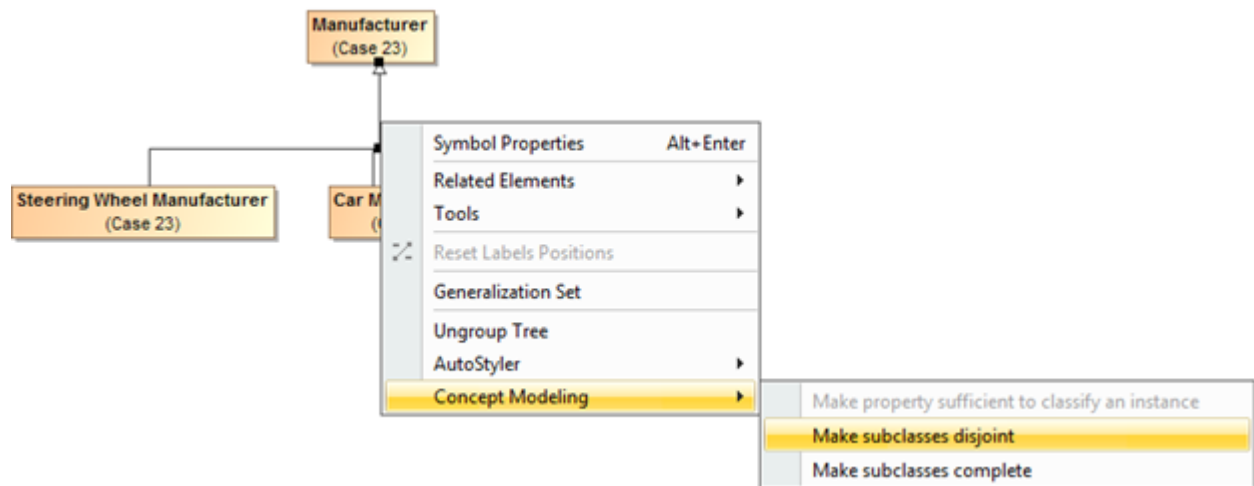 Manufacturer
(Case 23)
Steering Wheel Manufacturer
(Case 23)
Car
Symbol Properties Alt+Enter
Related Elements
Tools
Reset Labels Positions
Generalization Set
Ungroup Tree
AutoStyler
Concept Modeling
Make property sufficient to classify an instance
Make subclasses disjoint
Make subclasses complete